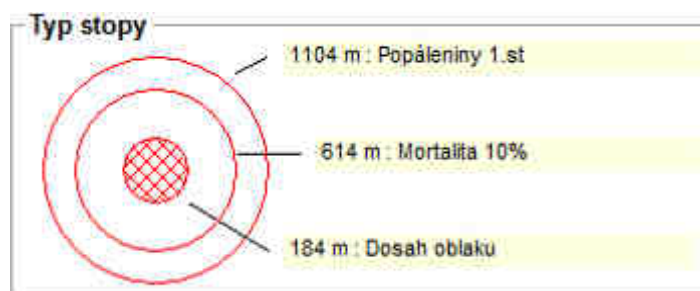 Typ stopy
1104 m : Popáleniny 1.st
614 m : Mortalita 10%
184 m : Dosah oblaku